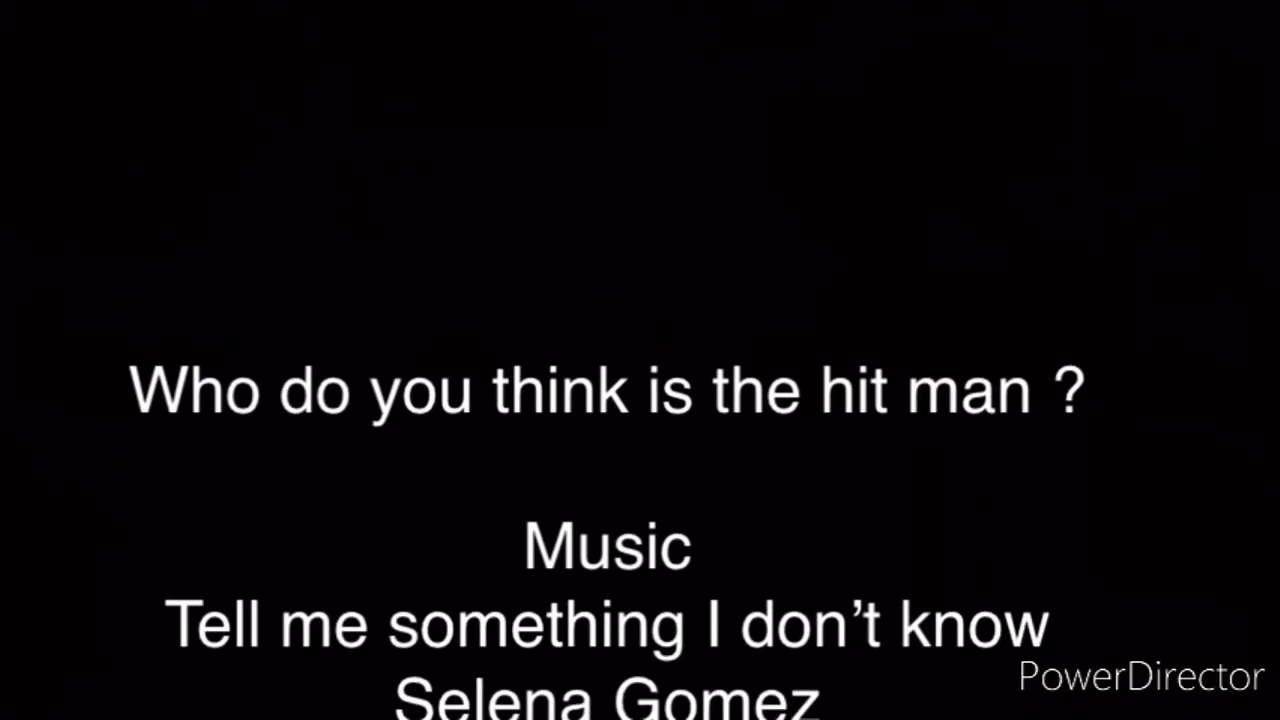 Who do you think is the hit man ?
Music
Tell me something I don’t know
PowerDirector
Selena Gomez